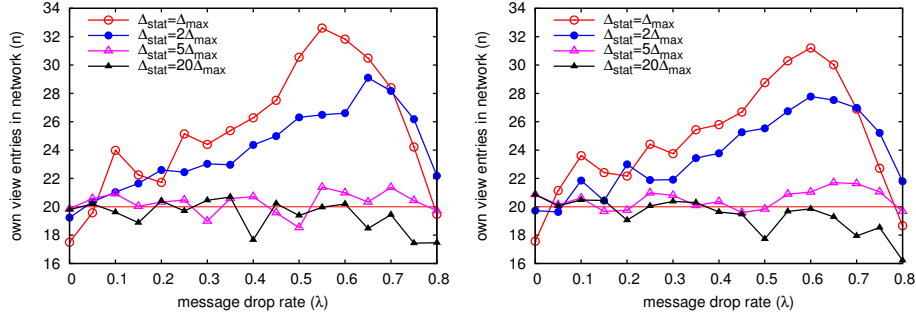 34
32
30
28
26
24
22
20
18
16
own view entries in network (n)
Δstat=Δmax
Δstat=2Δmax
Δstat=5Δmax
Δstat=20Δmax
0 0.1 0.2 0.3 0.4 0.5 0.6 0.7 0.8
message drop rate (λ)
34
32
30
28
26
24
22
20
18
16
own view entries in network (n)
Δstat=Δmax
Δstat=2Δmax
Δstat=5Δmax
Δstat=20Δmax
0 0.1 0.2 0.3 0.4 0.5 0.6 0.7 0.8
message drop rate (λ)